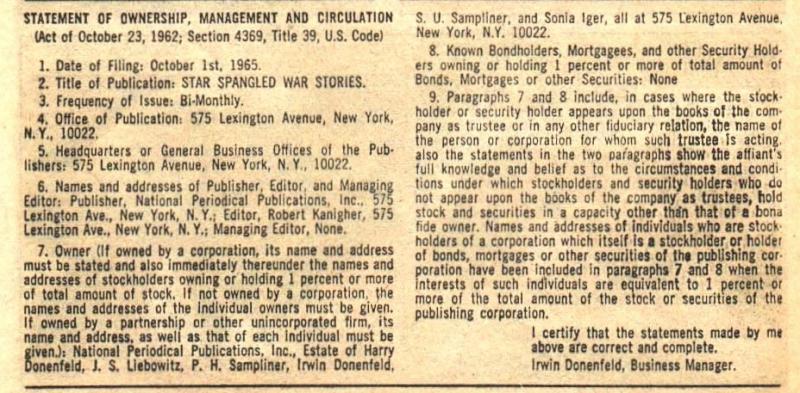 STATEMENT OF OWNERSHIP, MANAGEMENT AND CIRCULATION
(Act of October 23, 1962; Section 4369, Title 39, U.S. Code)
1. Date of Filing: October 1st, 1965.
2. Title of Publication: STAR SPANGLED WAR STORIES.
3. Frequency of Issue: Bi-Monthly.
4. Office of Publication: 575 Lexington Avenue, New York,
N.Y., 10022.
5. Headquarters or General Business Offices of the Pub-
lishers: 575 Lexington Avenue, New York, N.Y., 10022.
6. Names and addresses of Publisher, Editor, and Managing
Editor: Publisher, National Periodical Publications, Inc., 575
Lexington Ave., New York, N.Y.; Editor, Robert Kanigher, 575
Lexington Ave., New York, N.Y.; Managing Editor, None.
7. Owner (If owned by a corporation, its name and address
must be stated and also immediately thereunder the names and
addresses of stockholders owning or holding 1 percent or more
of total amount of stock. If not owned by a corporation, the
names and addresses of the individual owners must be given.
If owned by a partnership or other unincorporated firm, its
name and address, as well as that of each individual must be
given.): National Periodical Publications, Inc., Estate of Harry
Donenfeld, J. S. Liebowitz, P. H. Sampliner, Irwin Donenfeld,
S. U. Sampliner, and Sonia Iger, all at 575 Lexington Avenue,
New York, N.Y. 10022.
8. Known Bondholders, Mortgagees, and other Security Hold-
ers owning or holding 1 percent or more of total amount of
Bonds, Mortgages or other Securities: None
9. Paragraphs 7 and 8 include, in cases where the stock-
holder or security holder appears upon the books of the com-
pany as trustee or in any other fiduciary relation, the name of
the person or corporation for whom such trustee is acting,
also the statements in the two paragraphs show the affiant's
full knowledge and belief as to the circumstances and condi-
tions under which stockholders and security holders who do
not appear upon the books of the company as trustees, hold
stock and securities in a capacity other than that of a bona
fide owner. Names and addresses of individuals who are stock-
holders of a corporation which itself is a stockholder or holder
of bonds, mortgages or other securities of the publishing cor-
poration have been included in paragraphs 7 and 8 when the
interests of such individuals are equivalent to 1 percent or
more of the total amount of the stock or securities of the
publishing corporation.
I certify that the statements made by me
above are correct and complete.
Irwin Donenfeld, Business Manager.